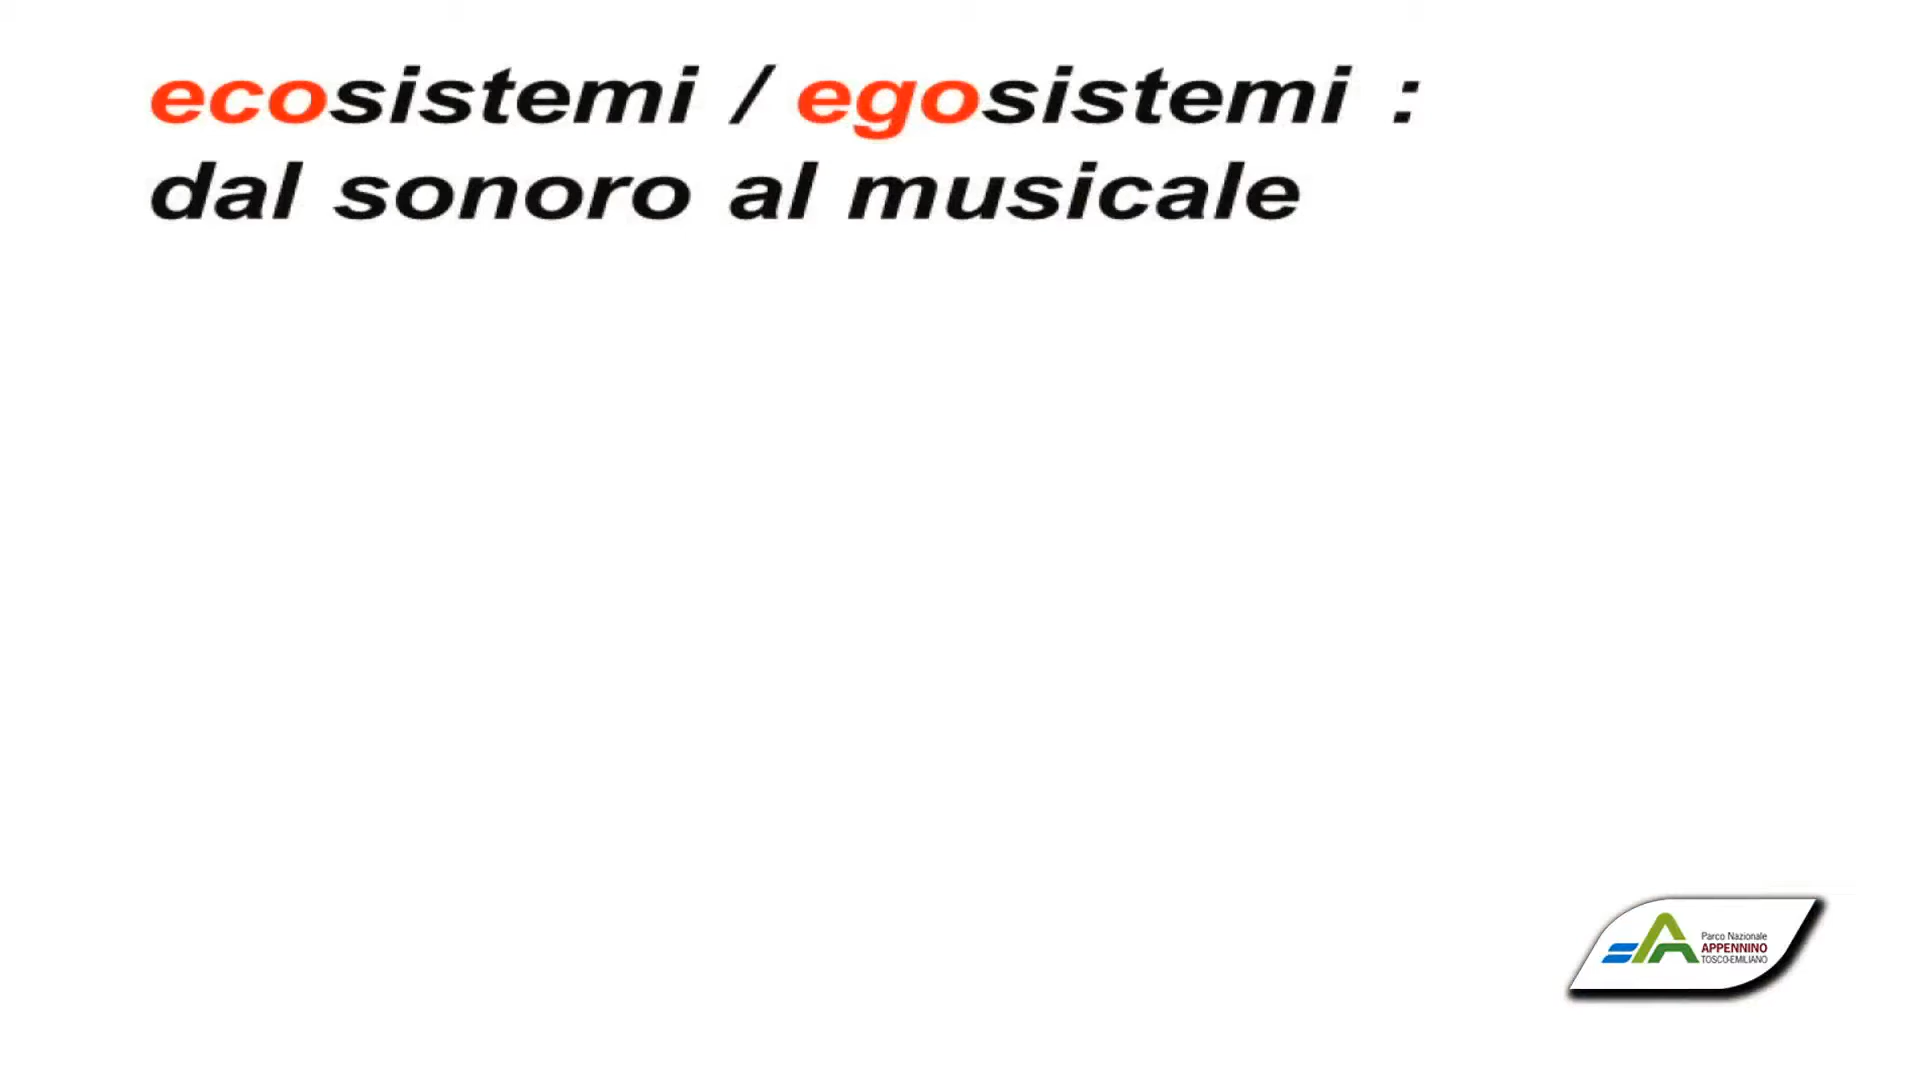 ecosistemi / egosistemi :
dal sonoro al musicale
Parco Nazionale
APPENNINO
TOSCO-EMILIANO